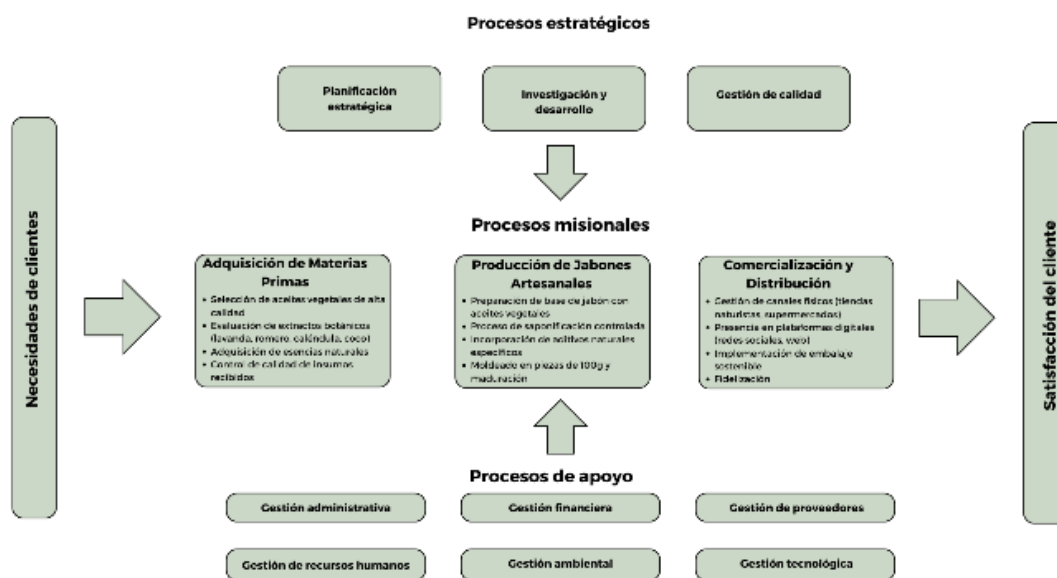 Procesos estratégicos
Planificación
estratégica
Investigación y
desarrollo
Gestión de calidad
Necesidades de clientes
Procesos misionales
Adquisición de Materias
Primas
• Selección de aceites vegetales de alta
calidad
• Evaluación de extractos botánicos
(lavanda, romero, caléndula, coco)
• Adquisición de esencias naturales
• Control de calidad de insumos
recibidos
Producción de Jabones
Artesanales
• Preparación de base de jabón con
aceites vegetales
• Proceso de saponificación controlada
• Incorporación de aditivos naturales
específicos
• Moldeado en piezas de 100g y
maduración
Comercialización y
Distribución
• Gestión de canales físicos (tiendas
naturistas, supermercados)
• Presencia en plataformas digitales
(redes sociales, web)
• Implementación de embalaje
sostenible
• Fidelización
Satisfacción del cliente
Procesos de apoyo
Gestión administrativa
Gestión financiera
Gestión de proveedores
Gestión de recursos humanos
Gestión ambiental
Gestión tecnológica